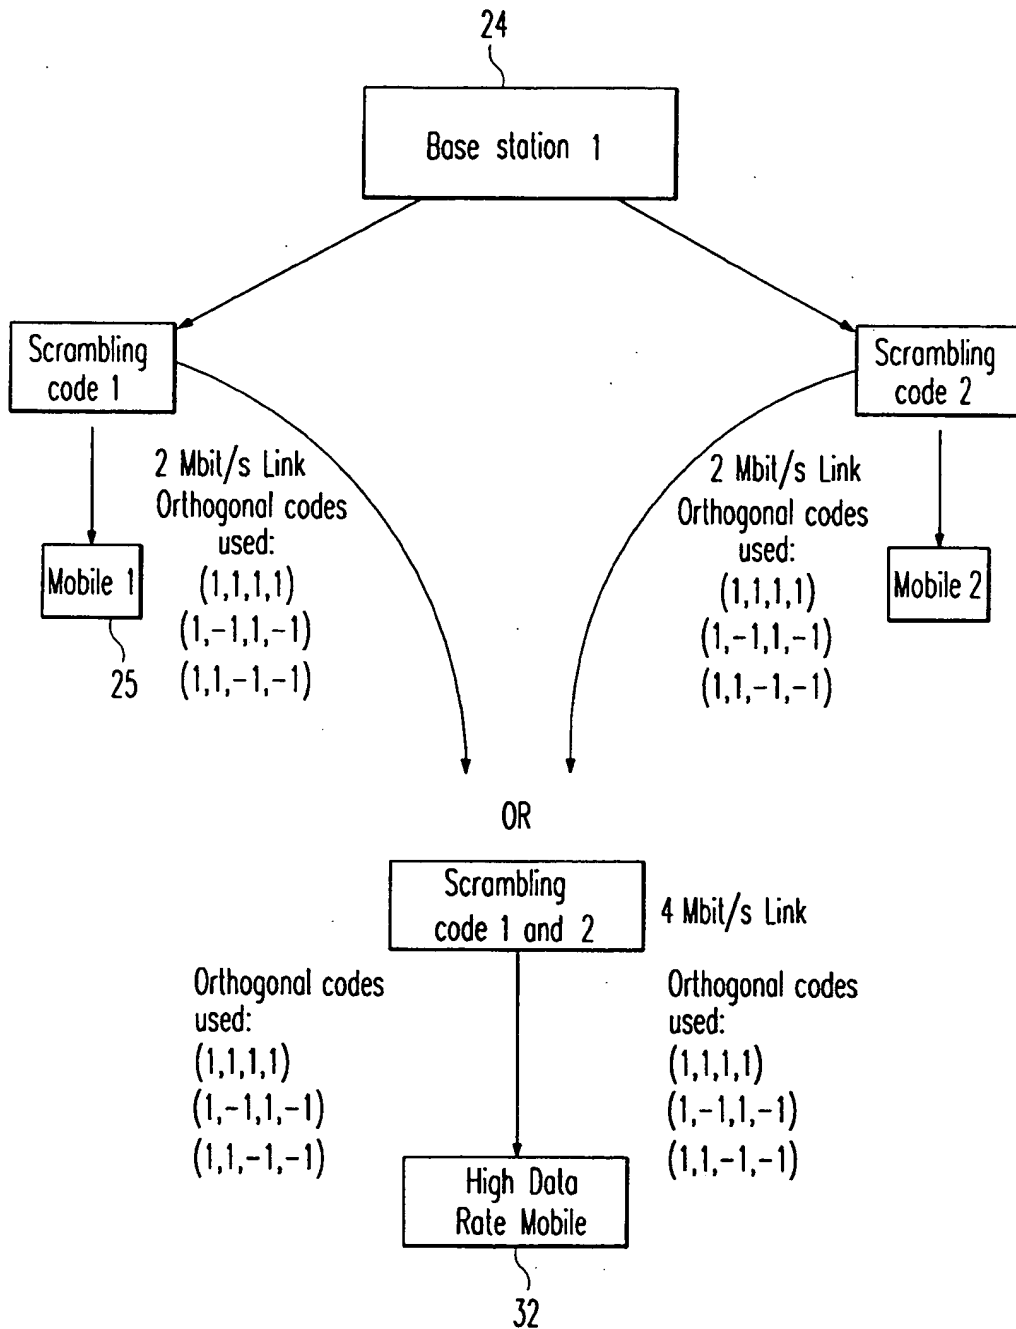 24
Base station 1
Scrambling
code 1
Scrambling
code 2
2 Mbit/s Link
Orthogonal codes
used:
(1,1,1,1)
(1,-1,1,-1)
(1,1,-1,-1)
2 Mbit/s Link
Orthogonal codes
used:
(1,1,1,1)
(1,-1,1,-1)
(1,1,-1,-1)
Mobile 1
25
Mobile 2
OR
Scrambling
code 1 and 2
4 Mbit/s Link
Orthogonal codes
used:
(1,1,1,1)
(1,-1,1,-1)
(1,1,-1,-1)
Orthogonal codes
used:
(1,1,1,1)
(1,-1,1,-1)
(1,1,-1,-1)
High Data
Rate Mobile
32